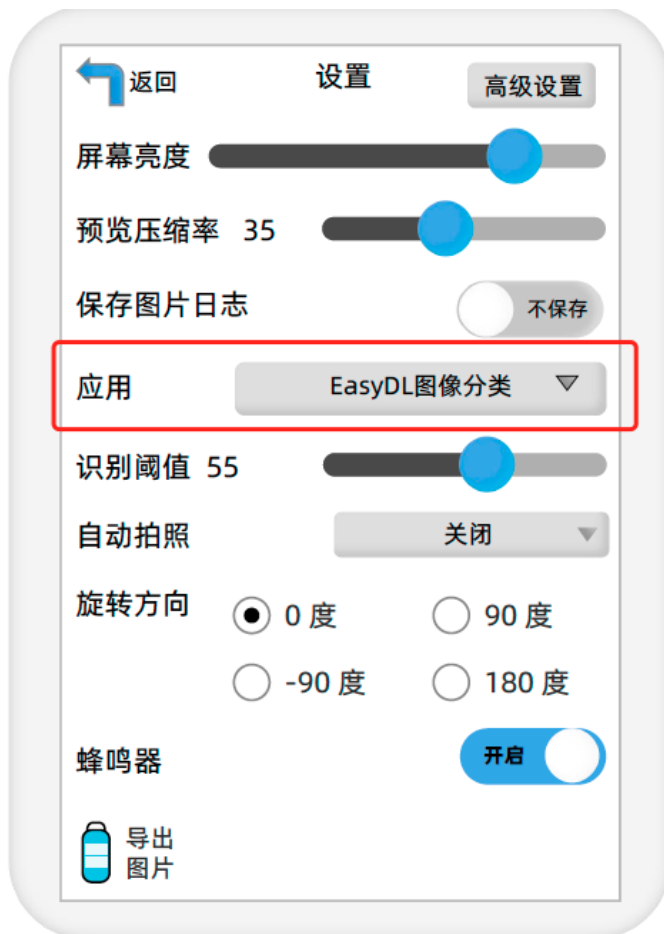 返回 设置 高级设置
屏幕亮度
预览压缩率 35
保存图片日志 不保存
应用 EasyDL图像分类
识别阈值 55
自动拍照 关闭
旋转方向 0 度 90 度
-90 度 180 度
蜂鸣器 开启
导出
图片